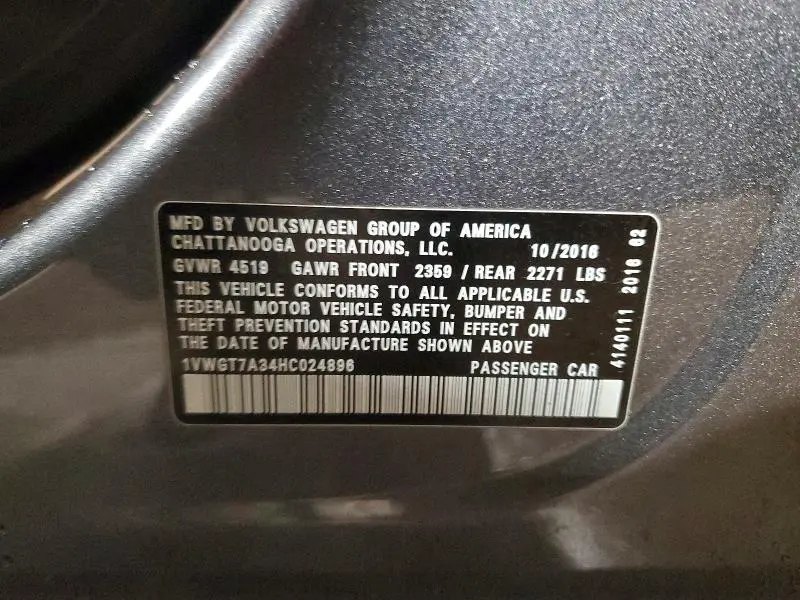 MFD BY VOLKSWAGEN GROUP OF AMERICA
CHATTANOOGA OPERATIONS, LLC. 10/2016
GVWR 4519 GAWR FRONT 2359 / REAR 2271 LBS
THIS VEHICLE CONFORMS TO ALL APPLICABLE U.S.
FEDERAL MOTOR VEHICLE SAFETY, BUMPER AND
THEFT PREVENTION STANDARDS IN EFFECT ON
THE DATE OF MANUFACTURE SHOWN ABOVE
1VWGT7A34HC024896 PASSENGER CAR
4140111 2016 02